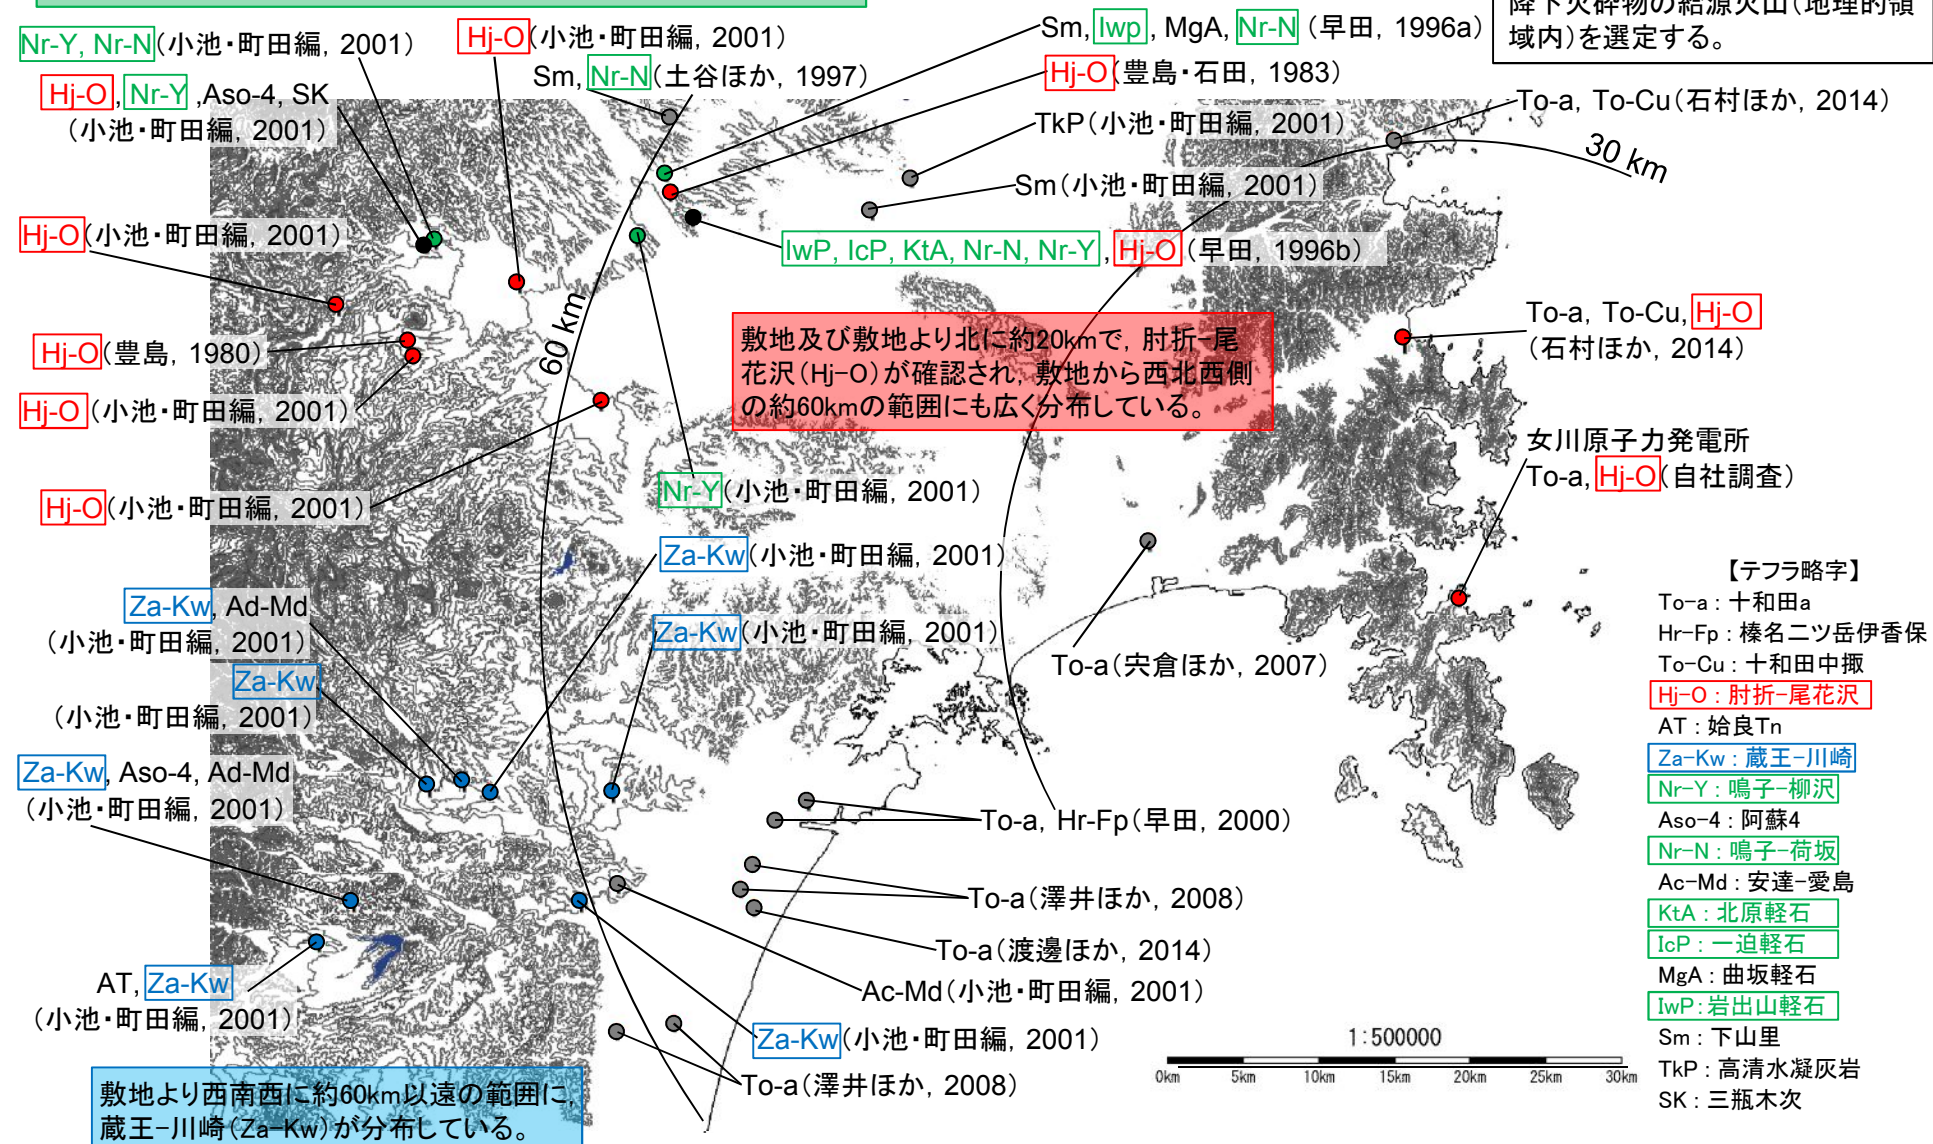 降下火砕物の給源火山(地理的領
域内)を選定する。
Nr-Y, Nr-N(小池・町田編, 2001)
Hj-O(小池・町田編, 2001)
Sm, Iwp, MgA, Nr-N (早田, 1996a)
Hj-O, Nr-Y ,Aso-4, SK
(小池・町田編, 2001)
Sm, Nr-N(土谷ほか, 1997)
Hj-O(豊島・石田, 1983)
To-a, To-Cu(石村ほか, 2014)
TkP(小池・町田編, 2001)
30 km
Sm(小池・町田編, 2001)
Hj-O(小池・町田編, 2001)
IwP, IcP, KtA, Nr-N, Nr-Y, Hj-O(早田, 1996b)
60 km
Hj-O(豊島, 1980)
敷地及び敷地より北に約20kmで, 肘折-尾
花沢(Hj-O)が確認され, 敷地から西北西側
の約60kmの範囲にも広く分布している。
To-a, To-Cu, Hj-O
(石村ほか, 2014)
Hj-O(小池・町田編, 2001)
女川原子力発電所
To-a, Hj-O(自社調査)
Nr-Y(小池・町田編, 2001)
Hj-O(小池・町田編, 2001)
Za-Kw(小池・町田編, 2001)
Za-Kw, Ad-Md
(小池・町田編, 2001)
Za-Kw(小池・町田編, 2001)
To-a(宍倉ほか, 2007)
Za-Kw
(小池・町田編, 2001)
Za-Kw, Aso-4, Ad-Md
(小池・町田編, 2001)
To-a, Hr-Fp(早田, 2000)
To-a(澤井ほか, 2008)
To-a(渡邊ほか, 2014)
AT, Za-Kw
(小池・町田編, 2001)
Ac-Md(小池・町田編, 2001)
Za-Kw(小池・町田編, 2001)
To-a(澤井ほか, 2008)
敷地より西南西に約60km以遠の範囲に,
蔵王-川崎(Za-Kw)が分布している。
1:500000
0km 5km 10km 15km 20km 25km 30km
【テフラ略字】
To-a : 十和田a
Hr-Fp : 榛名二ツ岳伊香保
To-Cu : 十和田中掫
Hj-O : 肘折-尾花沢
AT : 姶良Tn
Za-Kw : 蔵王-川崎
Nr-Y : 鳴子-柳沢
Aso-4 : 阿蘇4
Nr-N : 鳴子-荷坂
Ac-Md : 安達-愛島
KtA : 北原軽石
IcP : 一迫軽石
MgA : 曲坂軽石
IwP : 岩出山軽石
Sm : 下山里
TkP : 高清水凝灰岩
SK : 三瓶木次